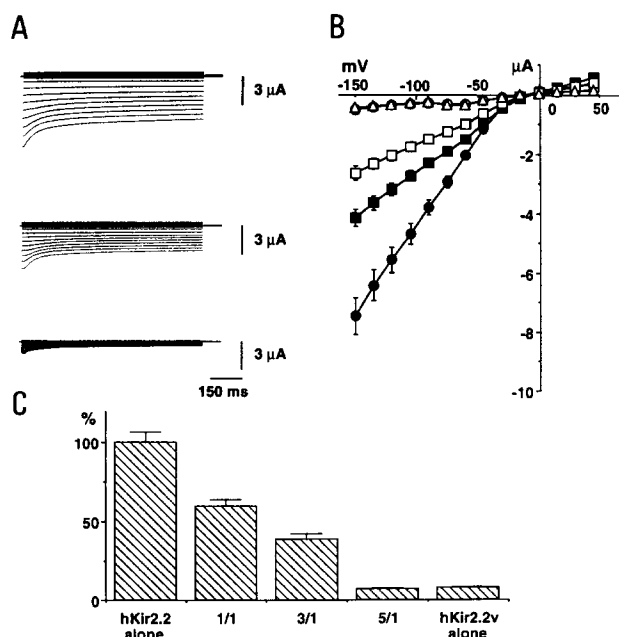 A
3 μA
3 μA
3 μA
150 ms
B
mV
μA
-150 -100 -50 0 50
-2
-4
-6
-8
-10
C
%
100
50
0
hKir2.2 alone
1/1
3/1
5/1
hKir2.2v alone